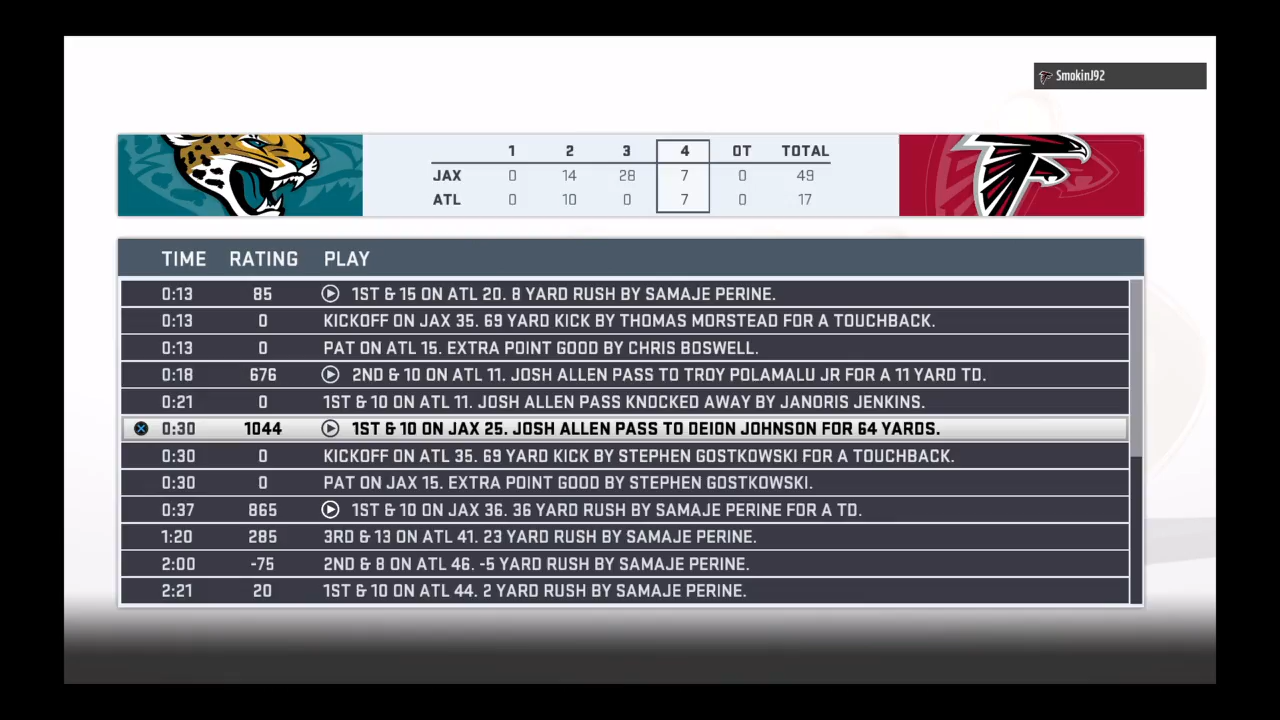 SmokinJ92
1 2 3 4 OT TOTAL
JAX 0 14 28 7 0 49
ATL 0 10 0 7 0 17
TIME RATING PLAY
0:13 85 1ST & 15 ON ATL 20. 8 YARD RUSH BY SAMAJE PERINE.
0:13 0 KICKOFF ON JAX 35. 69 YARD KICK BY THOMAS MORSTEAD FOR A TOUCHBACK.
0:13 0 PAT ON ATL 15. EXTRA POINT GOOD BY CHRIS BOSWELL.
0:18 676 2ND & 10 ON ATL 11. JOSH ALLEN PASS TO TROY POLAMALU JR FOR A 11 YARD TD.
0:21 0 1ST & 10 ON ATL 11. JOSH ALLEN PASS KNOCKED AWAY BY JANORIS JENKINS.
0:30 1044 1ST & 10 ON JAX 25. JOSH ALLEN PASS TO DEION JOHNSON FOR 64 YARDS.
0:30 0 KICKOFF ON ATL 35. 69 YARD KICK BY STEPHEN GOSTKOWSKI FOR A TOUCHBACK.
0:30 0 PAT ON JAX 15. EXTRA POINT GOOD BY STEPHEN GOSTKOWSKI.
0:37 865 1ST & 10 ON JAX 36. 36 YARD RUSH BY SAMAJE PERINE FOR A TD.
1:20 285 3RD & 13 ON ATL 41. 23 YARD RUSH BY SAMAJE PERINE.
2:00 -75 2ND & 8 ON ATL 46. -5 YARD RUSH BY SAMAJE PERINE.
2:21 20 1ST & 10 ON ATL 44. 2 YARD RUSH BY SAMAJE PERINE.